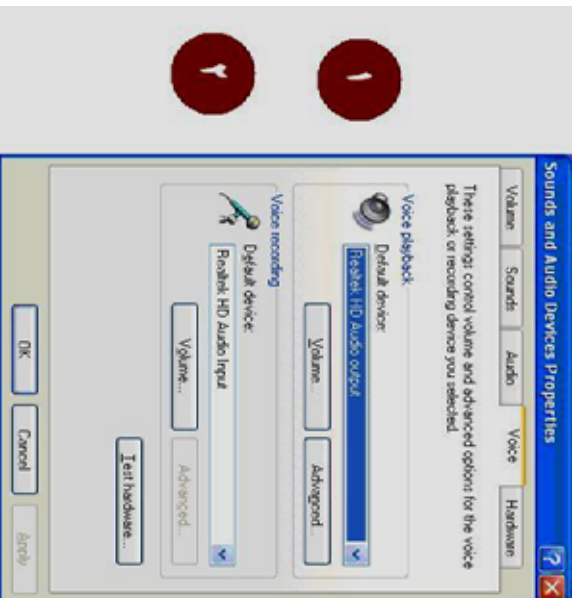 Sounds and Audio Devices Properties
Volume Sounds Audio Voice Hardware
These settings control volume and advanced options for the voice
playback or recording device you selected.
Voice playback
١
Default device:
Realtek HD Audio output
Volume... Advanced...
Voice recording
٢
Default device:
Realtek HD Audio Input
Volume... Advanced...
Test hardware...
OK Cancel Apply